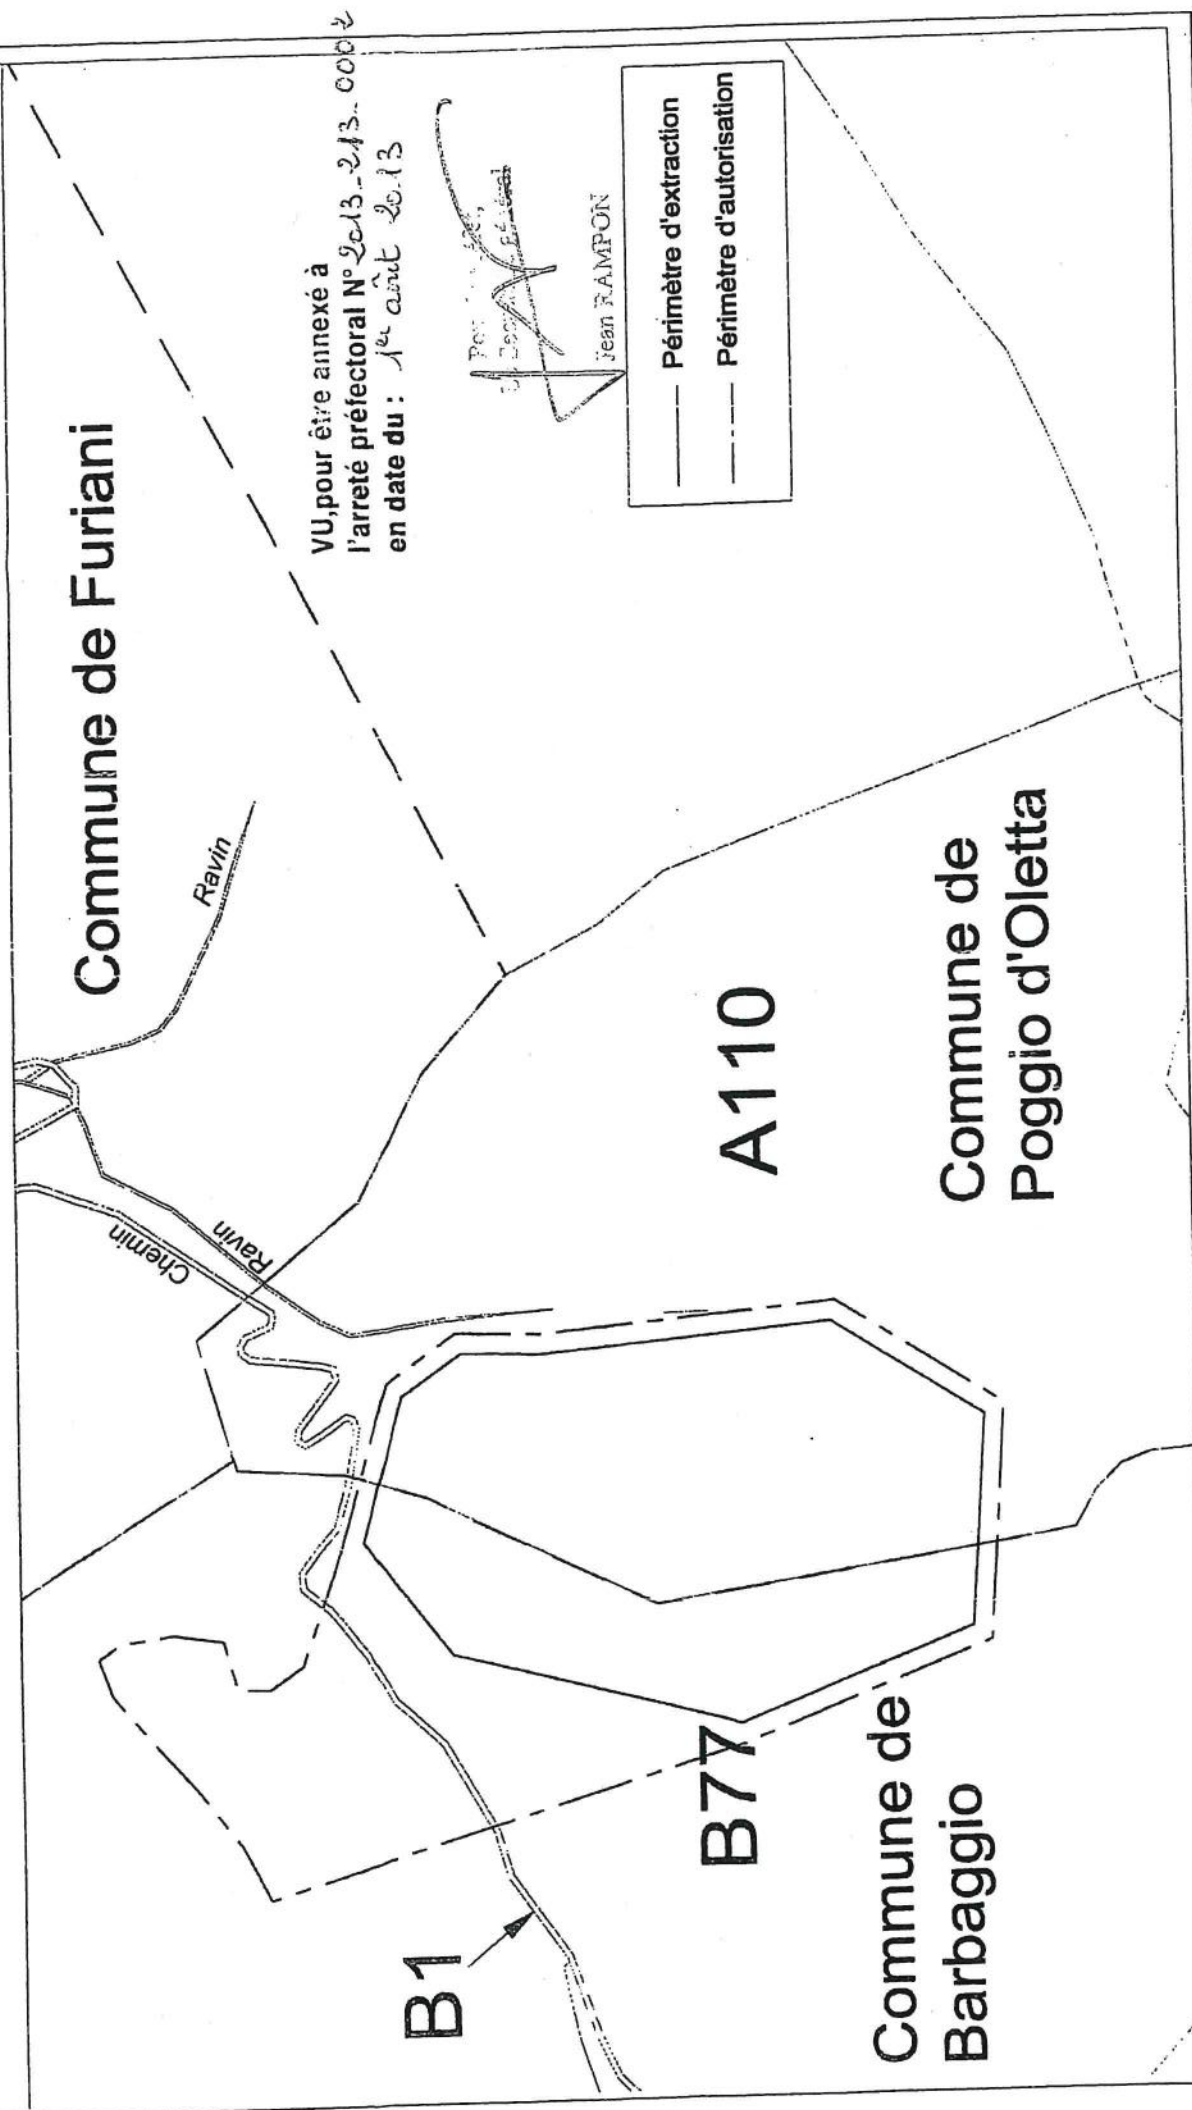 Commune de Furiani
Ravin
VU,pour être annexé à
l'arreté préfectoral N° 2013-213-0002
en date du : 1er août 2013
Jean RAMPON
Périmètre d'extraction
Périmètre d'autorisation
Chemin
Ravin
A110
Commune de
Poggio d'Oletta
B1
B77
Commune de
Barbaggio